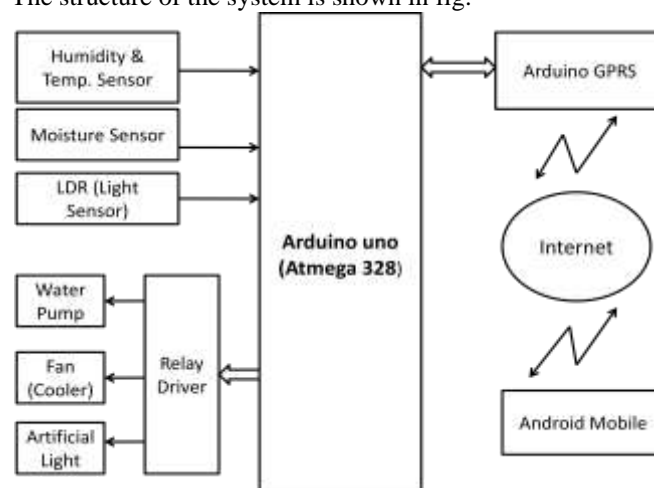 The structure of the system is shown in fig.
Humidity &
Temp. Sensor
Moisture Sensor
LDR (Light
Sensor)
Water
Pump
Fan
(Cooler)
Artificial
Light
Relay
Driver
Arduino uno
(Atmega 328)
Arduino GPRS
Internet
Android Mobile